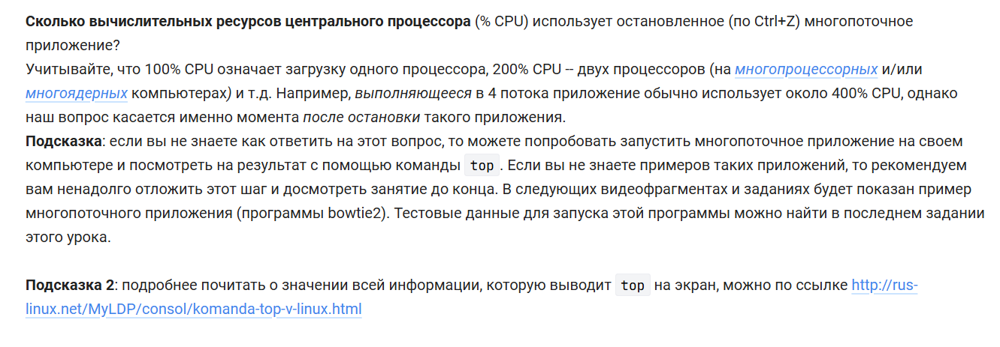 Сколько вычислительных ресурсов центрального процессора (% CPU) использует остановленное (по Ctrl+Z) многопоточное
приложение?
Учитывайте, что 100% CPU означает загрузку одного процессора, 200% CPU -- двух процессоров (на многопроцессорных и/или
многоядерных компьютерах) и т.д. Например, выполняющееся в 4 потока приложение обычно использует около 400% CPU, однако
наш вопрос касается именно момента после остановки такого приложения.
Подсказка: если вы не знаете как ответить на этот вопрос, то можете попробовать запустить многопоточное приложение на своем
компьютере и посмотреть на результат с помощью команды top. Если вы не знаете примеров таких приложений, то рекомендуем
вам ненадолго отложить этот шаг и досмотреть занятие до конца. В следующих видеофрагментах и заданиях будет показан пример
многопоточного приложения (программы bowtie2). Тестовые данные для запуска этой программы можно найти в последнем задании
этого урока.
Подсказка 2: подробнее почитать о значении всей информации, которую выводит top на экран, можно по ссылке http://rus-
linux.net/MyLDP/consol/komanda-top-v-linux.html